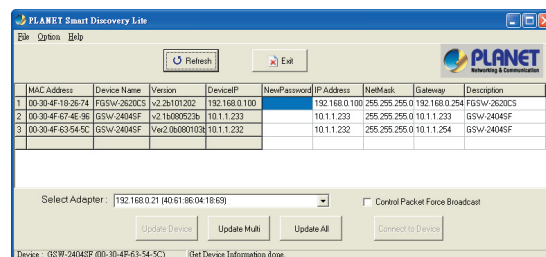 PLANET Smart Discovery Lite
File Option Help
Refresh Exit PLANET
Networking & Communication
MAC Address Device Name Version DeviceIP NewPassword IP Address NetMask Gateway Description
1 00-30-4F-18-26-74 FGSW-2620CS v2.2b101202 192.168.0.100 192.168.0.100 255.255.255.0 192.168.0.254 FGSW-2620CS
2 00-30-4F-67-4E-96 GSW-2404SF v2.1b080523b 10.1.1.233 10.1.1.233 255.255.255.0 10.1.1.233 GSW-2404SF
3 00-30-4F-63-54-5C GSW-2404SF Ver2.0b080103b 10.1.1.232 10.1.1.232 255.255.255.0 10.1.1.254 GSW-2404SF
Select Adapter : 192.168.0.21 (40:61:86:04:18:69) Control Packet Force Broadcast
Update Device Update Multi Update All Connect to Device
Device : GSW-2404SF (00-30-4F-63-54-5C) Get Device Information done.